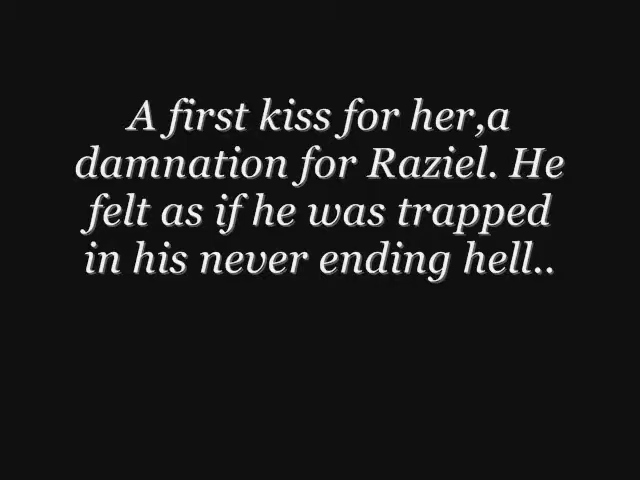 A first kiss for her,a
damnation for Raziel. He
felt as if he was trapped
in his never ending hell..